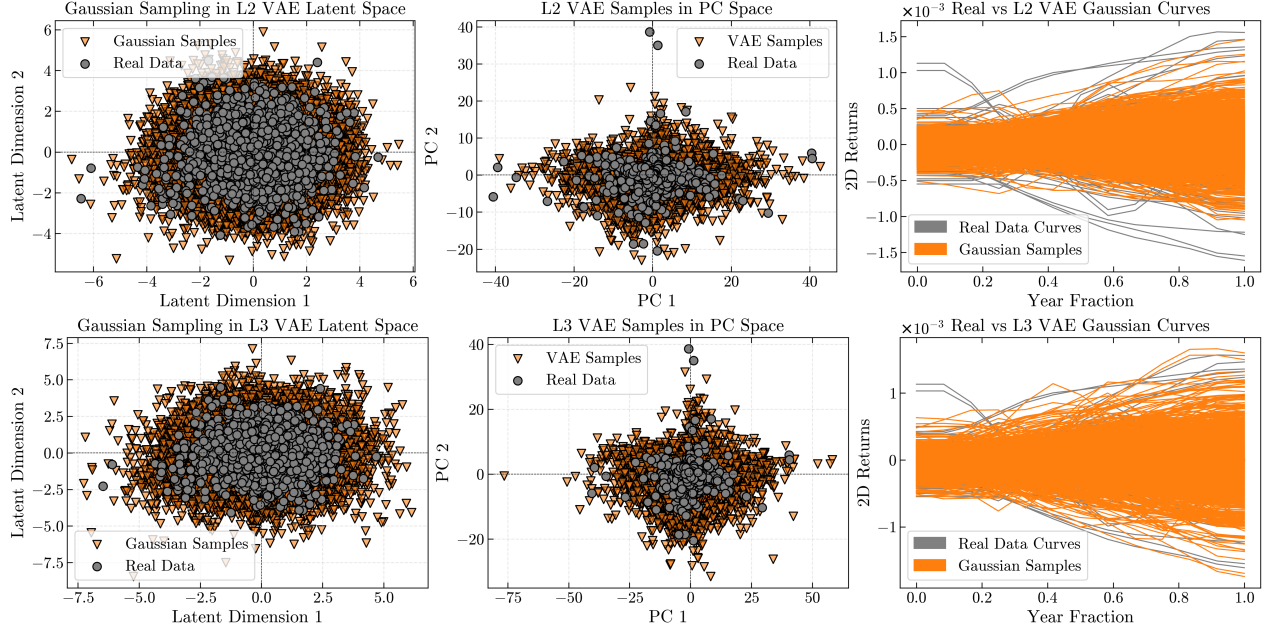 Gaussian Sampling in L2 VAE Latent Space
6
4
2
0
−2
−4
Latent Dimension 2
Gaussian Samples
Real Data
−6
−4
−2
0
2
4
6
Latent Dimension 1
L2 VAE Samples in PC Space
40
30
20
10
0
−10
−20
PC 2
VAE Samples
Real Data
−40
−20
0
20
40
PC 1
×10−3 Real vs L2 VAE Gaussian Curves
1.5
1.0
0.5
0.0
−0.5
−1.0
−1.5
2D Returns
Real Data Curves
Gaussian Samples
0.0
0.2
0.4
0.6
0.8
1.0
Year Fraction
Gaussian Sampling in L3 VAE Latent Space
7.5
5.0
2.5
0.0
−2.5
−5.0
−7.5
Latent Dimension 2
Gaussian Samples
Real Data
−7.5
−5.0
−2.5
0.0
2.5
5.0
Latent Dimension 1
L3 VAE Samples in PC Space
40
20
0
−20
PC 2
VAE Samples
Real Data
−75
−50
−25
0
25
50
PC 1
×10−3 Real vs L3 VAE Gaussian Curves
1
0
−1
2D Returns
Real Data Curves
Gaussian Samples
0.0
0.2
0.4
0.6
0.8
1.0
Year Fraction